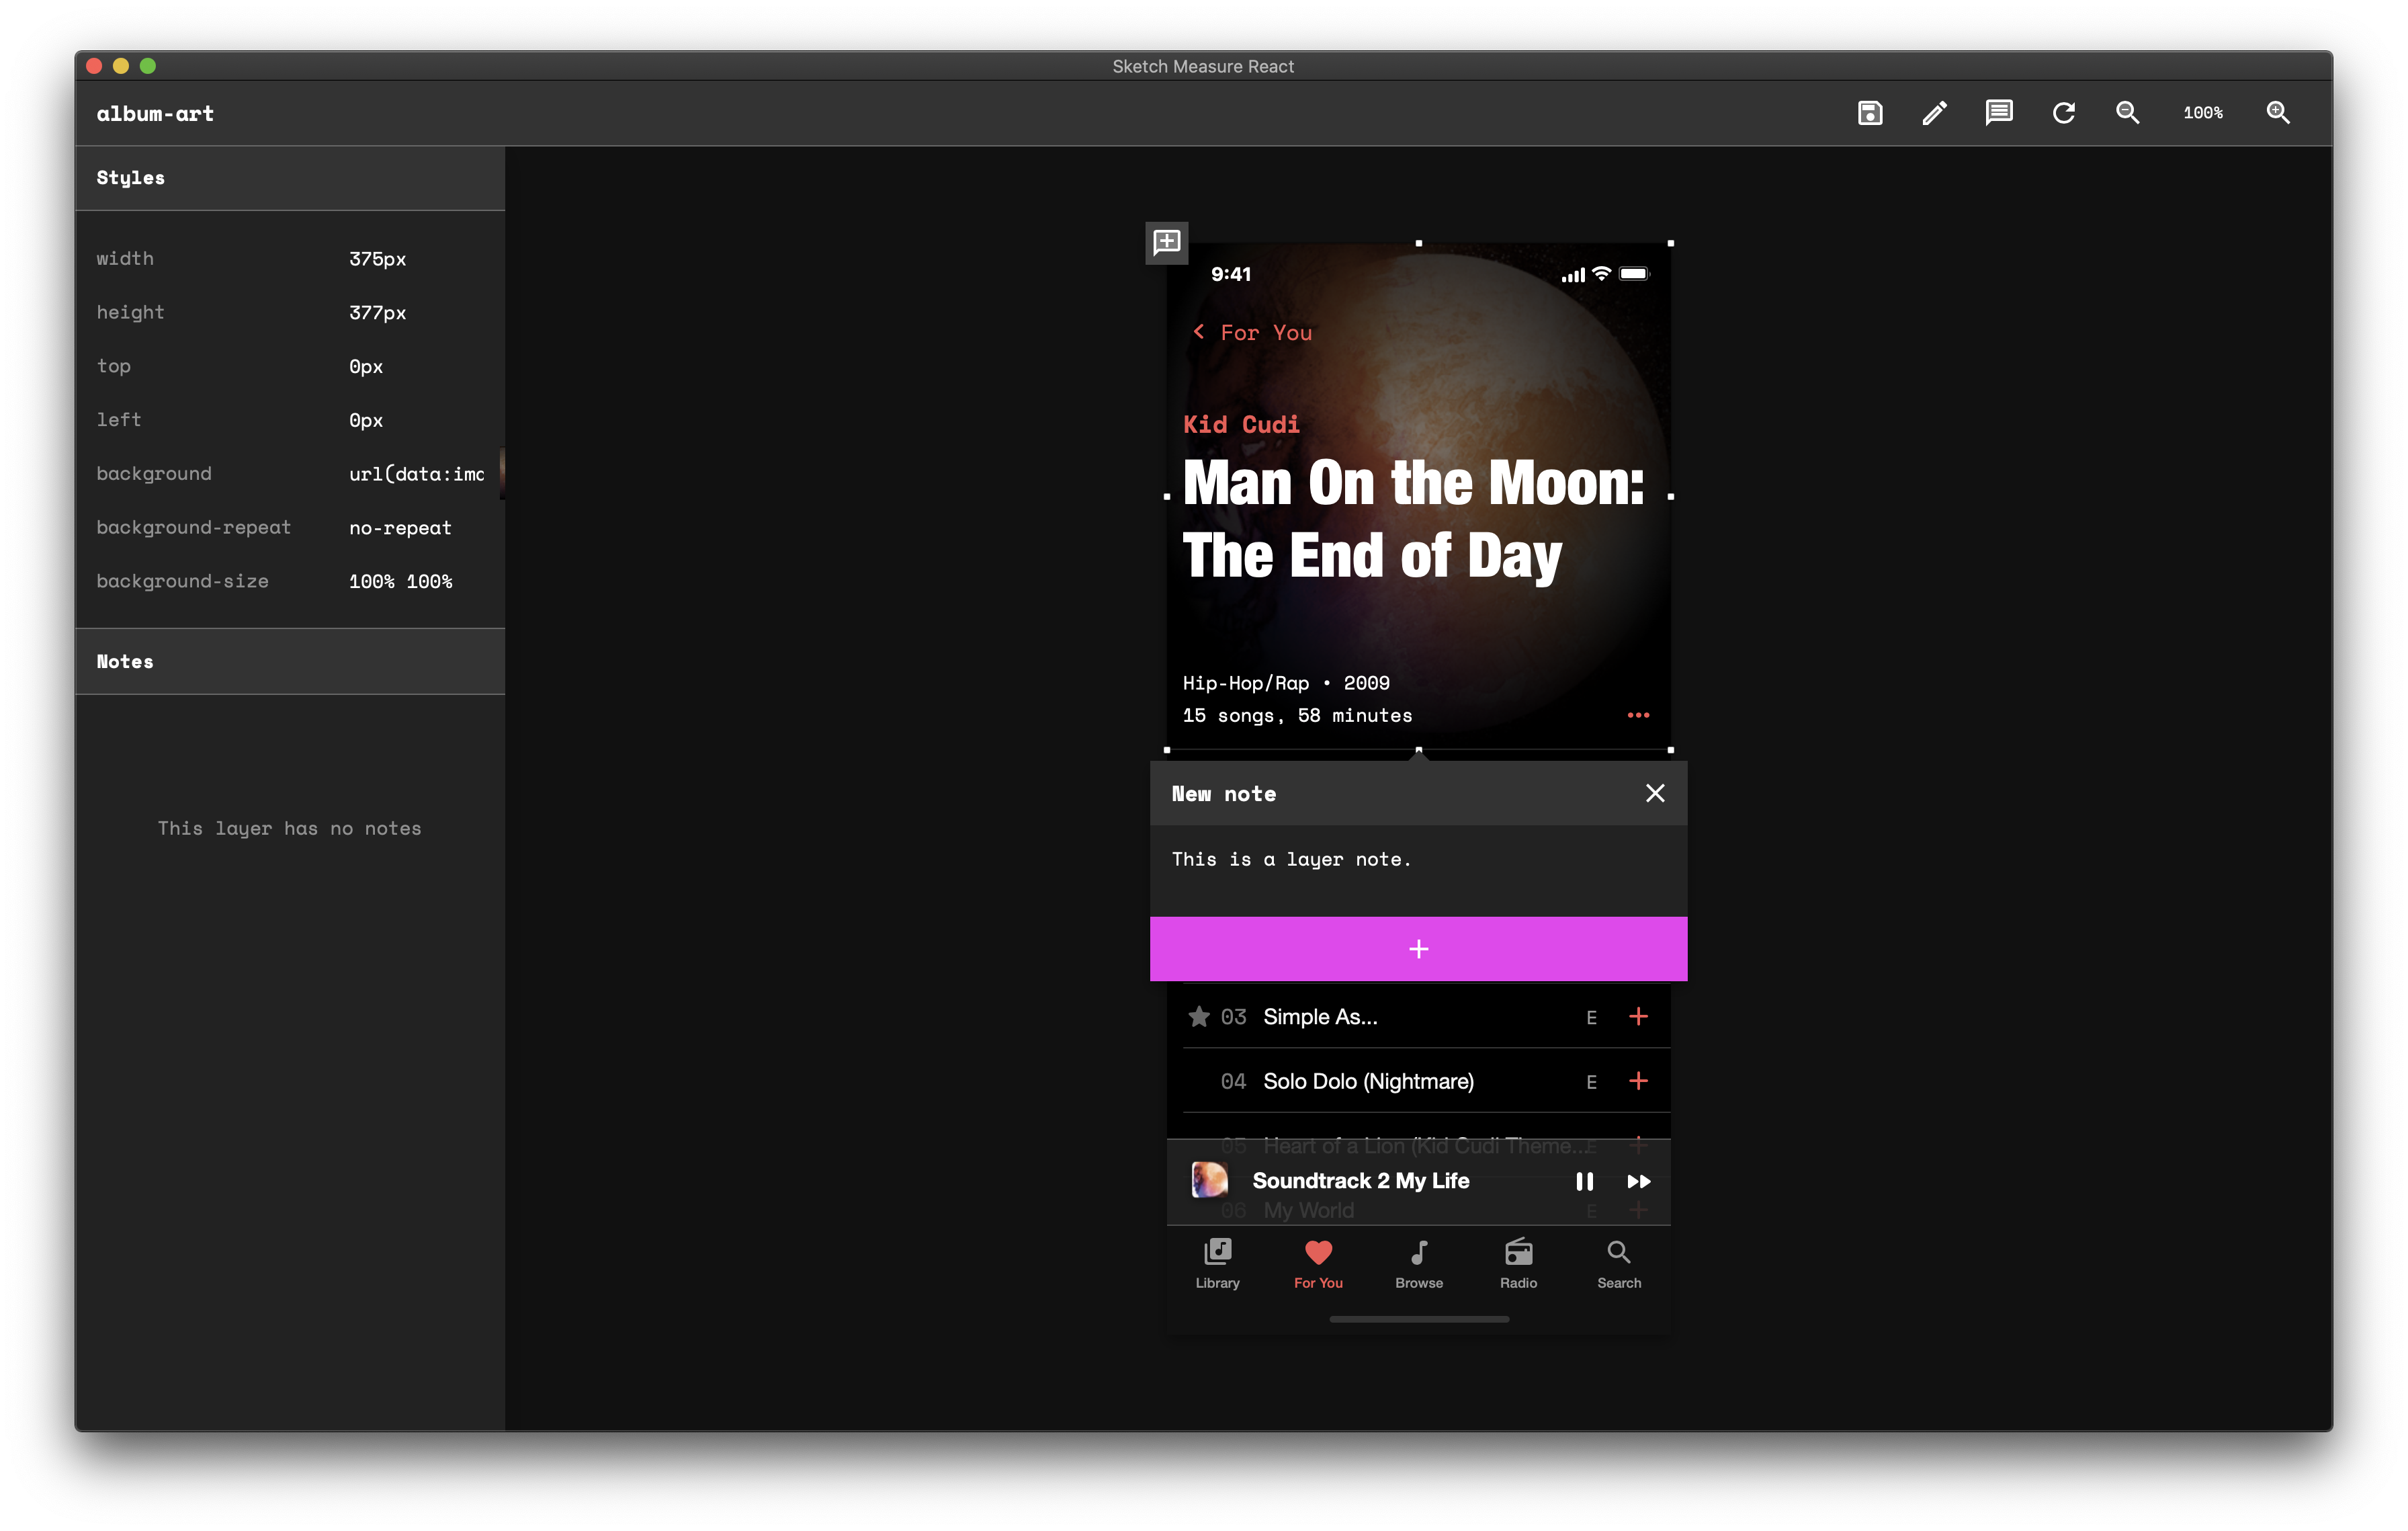 Sketch Measure React
album-art
100%
Styles
width 375px
height 377px
top 0px
left 0px
background url(data:ima
background-repeat no-repeat
background-size 100% 100%
Notes
This layer has no notes
9:41
For You
Kid Cudi
Man On the Moon:
The End of Day
Hip-Hop/Rap • 2009
15 songs, 58 minutes
New note
This is a layer note.
03 Simple As... E
04 Solo Dolo (Nightmare) E
05 Heart of a Lion (Kid Cudi Theme... E
Soundtrack 2 My Life
06 My World E
Library For You Browse Radio Search